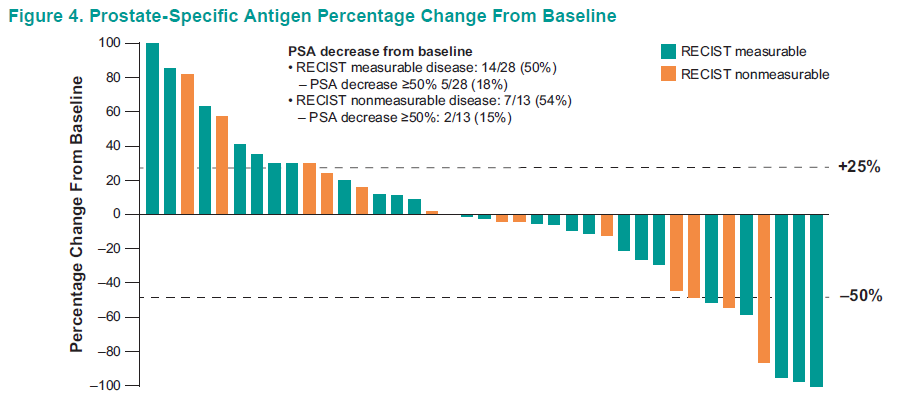 Figure 4. Prostate-Specific Antigen Percentage Change From Baseline
PSA decrease from baseline
• RECIST measurable disease: 14/28 (50%)
– PSA decrease ≥50% 5/28 (18%)
• RECIST nonmeasurable disease: 7/13 (54%)
– PSA decrease ≥50%: 2/13 (15%)
RECIST measurable
RECIST nonmeasurable
Percentage Change From Baseline
100
80
60
40
20
0
–20
–40
–60
–80
–100
+25%
–50%